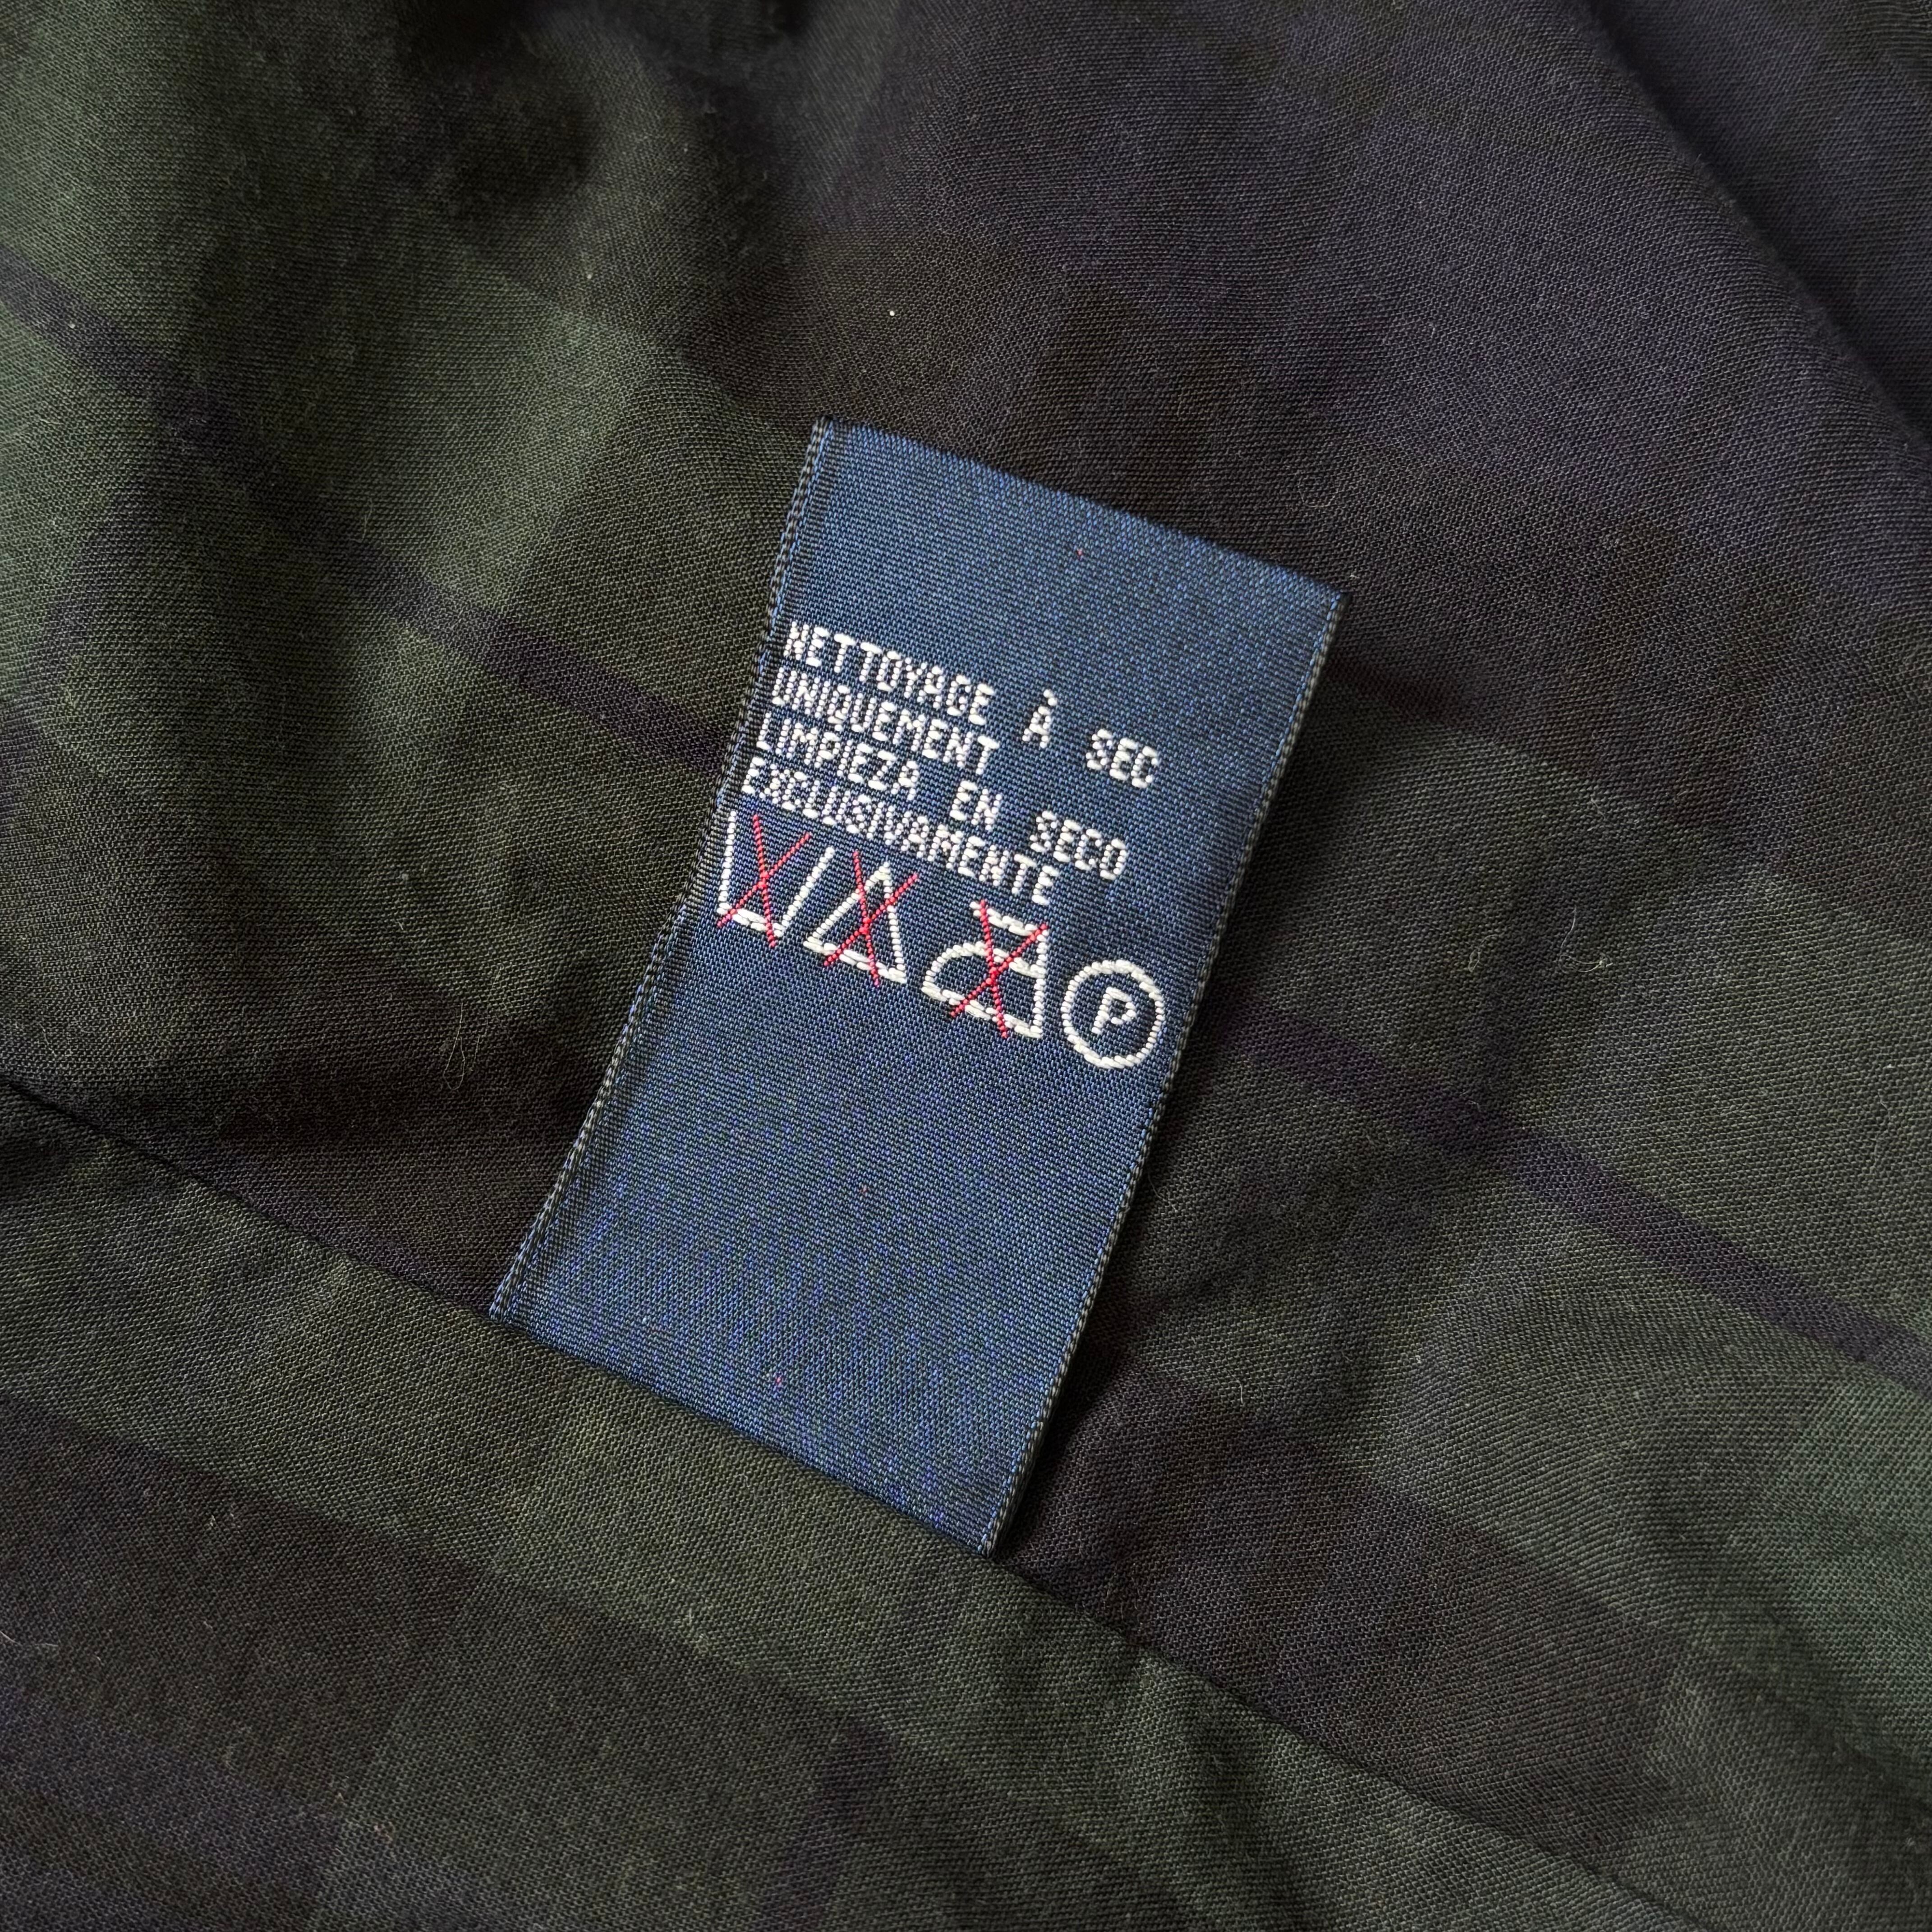 NETTOYAGE À SEC
UNIQUEMENT
LIMPIEZA EN SECO
EXCLUSIVAMENTE
P